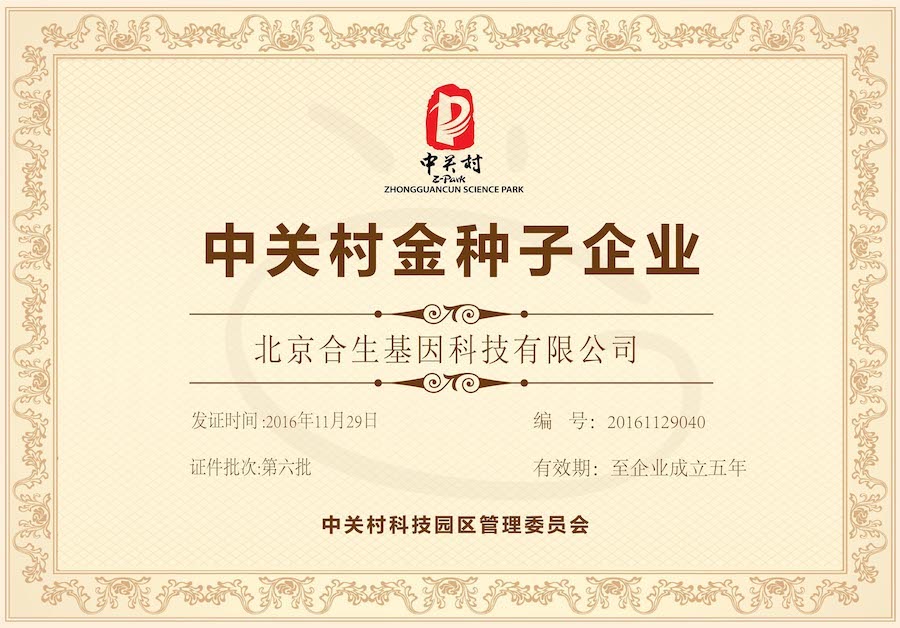 中关村
Z-Park
ZHONGGUANCUN SCIENCE PARK
中关村金种子企业
北京合生基因科技有限公司
发证时间:2016年11月29日
编 号：20161129040
证件批次:第六批
有效期：至企业成立五年
中关村科技园区管理委员会